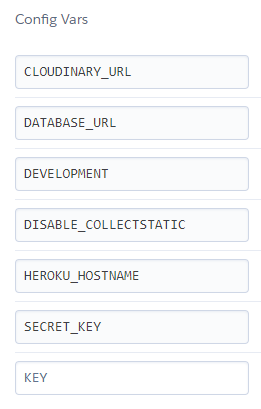 Config Vars
CLOUDINARY_URL
DATABASE_URL
DEVELOPMENT
DISABLE_COLLECTSTATIC
HEROKU_HOSTNAME
SECRET_KEY
KEY